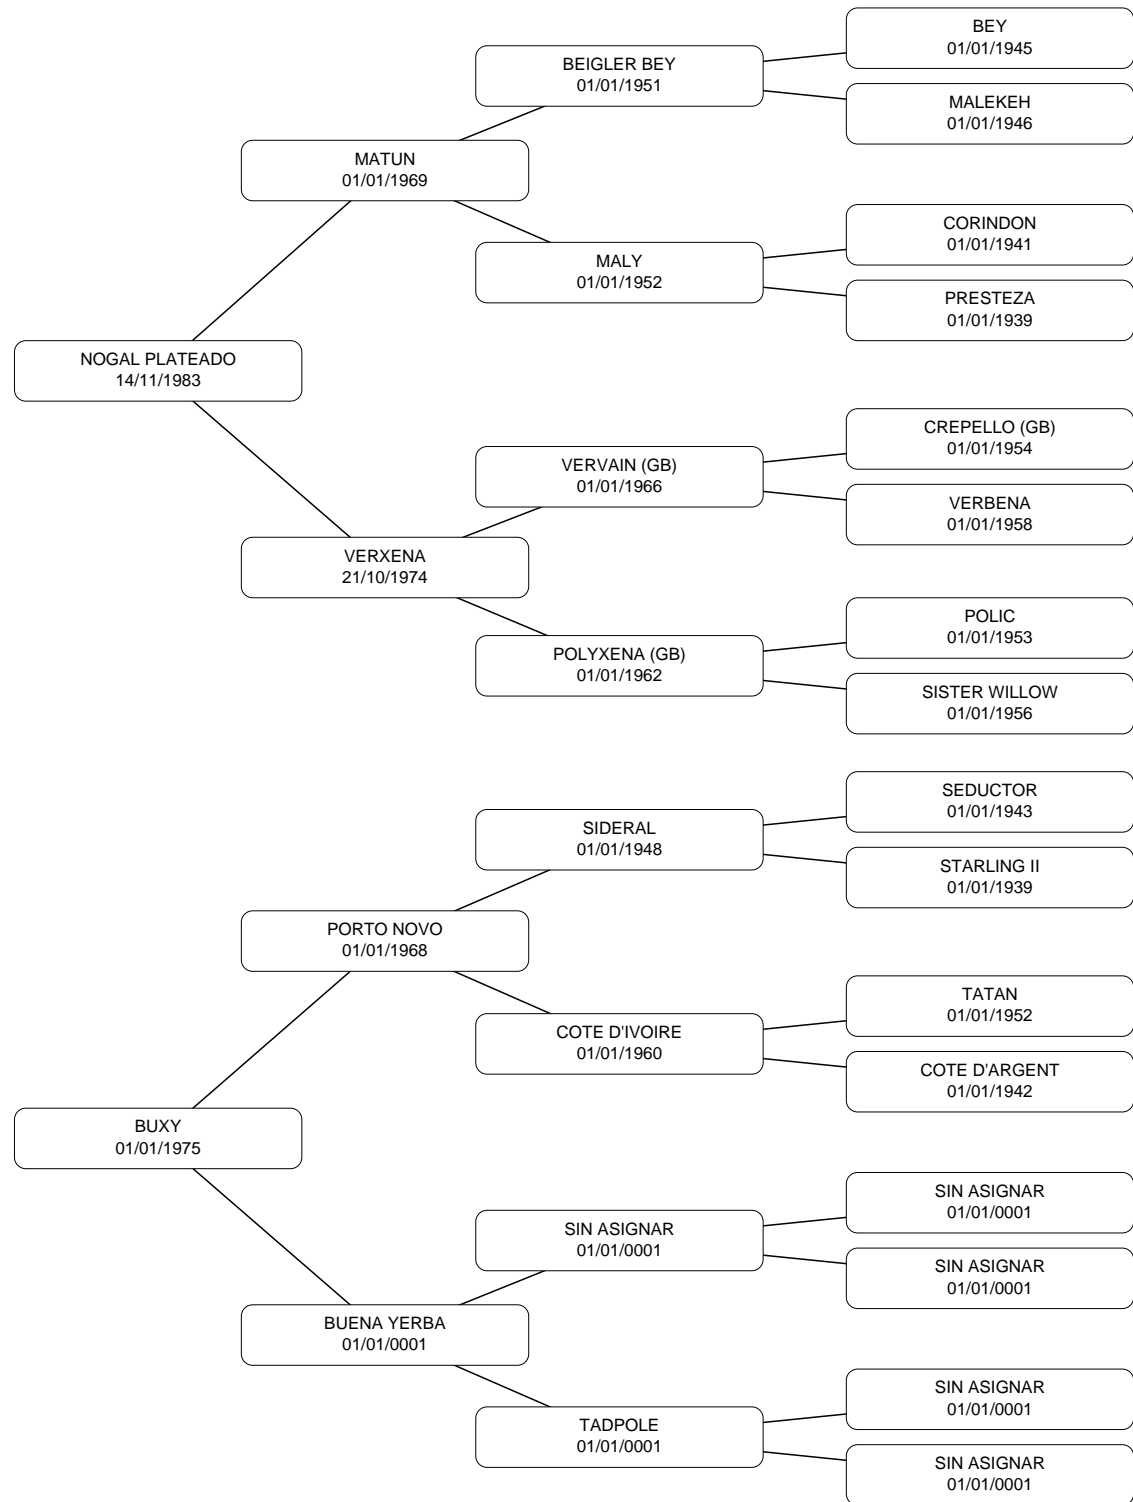 BEY
01/01/1945
BEIGLER BEY
01/01/1951
MALEKEH
01/01/1946
MATUN
01/01/1969
CORINDON
01/01/1941
MALY
01/01/1952
PRESTEZA
01/01/1939
NOGAL PLATEADO
14/11/1983
CREPELLO (GB)
01/01/1954
VERVAIN (GB)
01/01/1966
VERBENA
01/01/1958
VERXENA
21/10/1974
POLIC
01/01/1953
POLYXENA (GB)
01/01/1962
SISTER WILLOW
01/01/1956
SEDUCTOR
01/01/1943
SIDERAL
01/01/1948
STARLING II
01/01/1939
PORTO NOVO
01/01/1968
TATAN
01/01/1952
COTE D'IVOIRE
01/01/1960
COTE D'ARGENT
01/01/1942
BUXY
01/01/1975
SIN ASIGNAR
01/01/0001
SIN ASIGNAR
01/01/0001
SIN ASIGNAR
01/01/0001
BUENA YERBA
01/01/0001
SIN ASIGNAR
01/01/0001
TADPOLE
01/01/0001
SIN ASIGNAR
01/01/0001